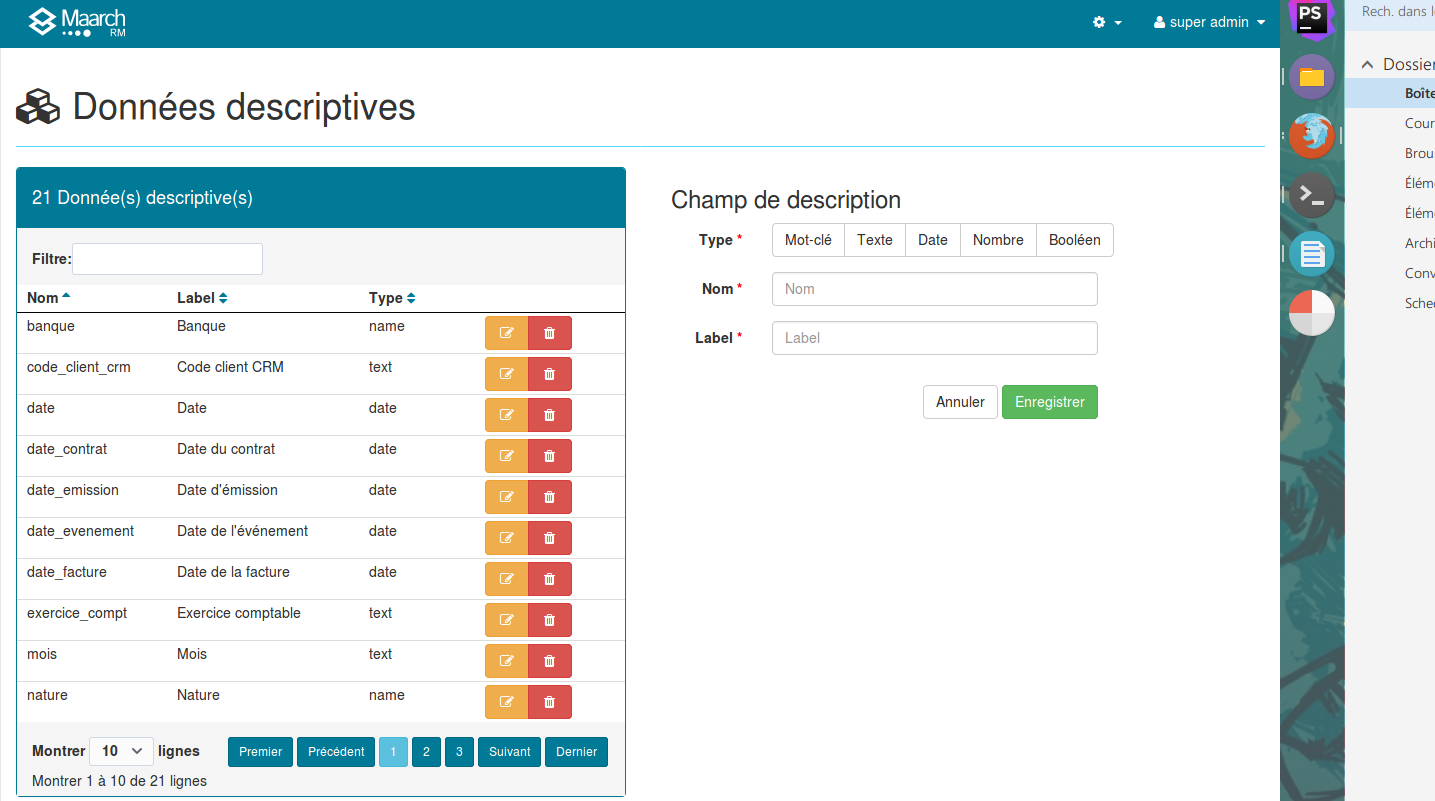 Maarch
RM
super admin
Données descriptives
21 Donnée(s) descriptive(s)
Filtre:
Nom Label Type
banque Banque name
code_client_crm Code client CRM text
date Date date
date_contrat Date du contrat date
date_emission Date d'émission date
date_evenement Date de l'événement date
date_facture Date de la facture date
exercice_compt Exercice comptable text
mois Mois text
nature Nature name
Montrer 10 lignes Premier Précédent 1 2 3 Suivant Dernier
Montrer 1 à 10 de 21 lignes
Champ de description
Type * Mot-clé Texte Date Nombre Booléen
Nom * Nom
Label * Label
Annuler Enregistrer
PS
Rech. dans l
Dossier
Boîte
Cour
Brou
Élém
Élém
Archi
Conv
Sche